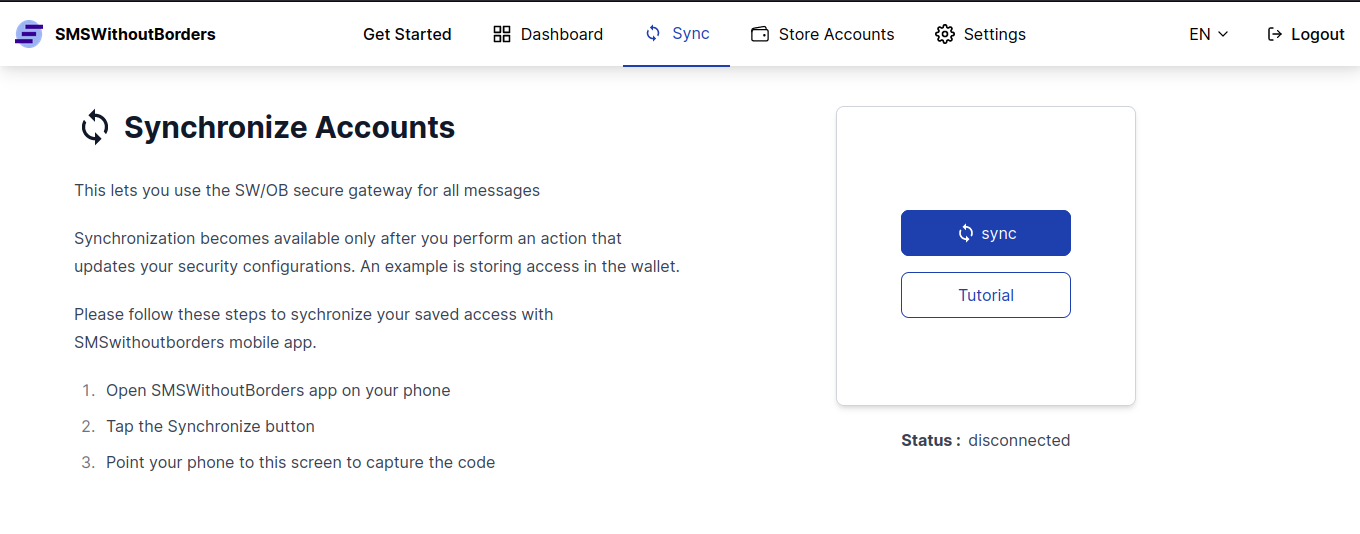 SMSWithoutBorders
Get Started
Dashboard
Sync
Store Accounts
Settings
EN
Logout
Synchronize Accounts
This lets you use the SW/OB secure gateway for all messages
Synchronization becomes available only after you perform an action that
updates your security configurations. An example is storing access in the wallet.
Please follow these steps to sychronize your saved access with
SMSwithoutborders mobile app.
1. Open SMSWithoutBorders app on your phone
2. Tap the Synchronize button
3. Point your phone to this screen to capture the code
sync
Tutorial
Status : disconnected